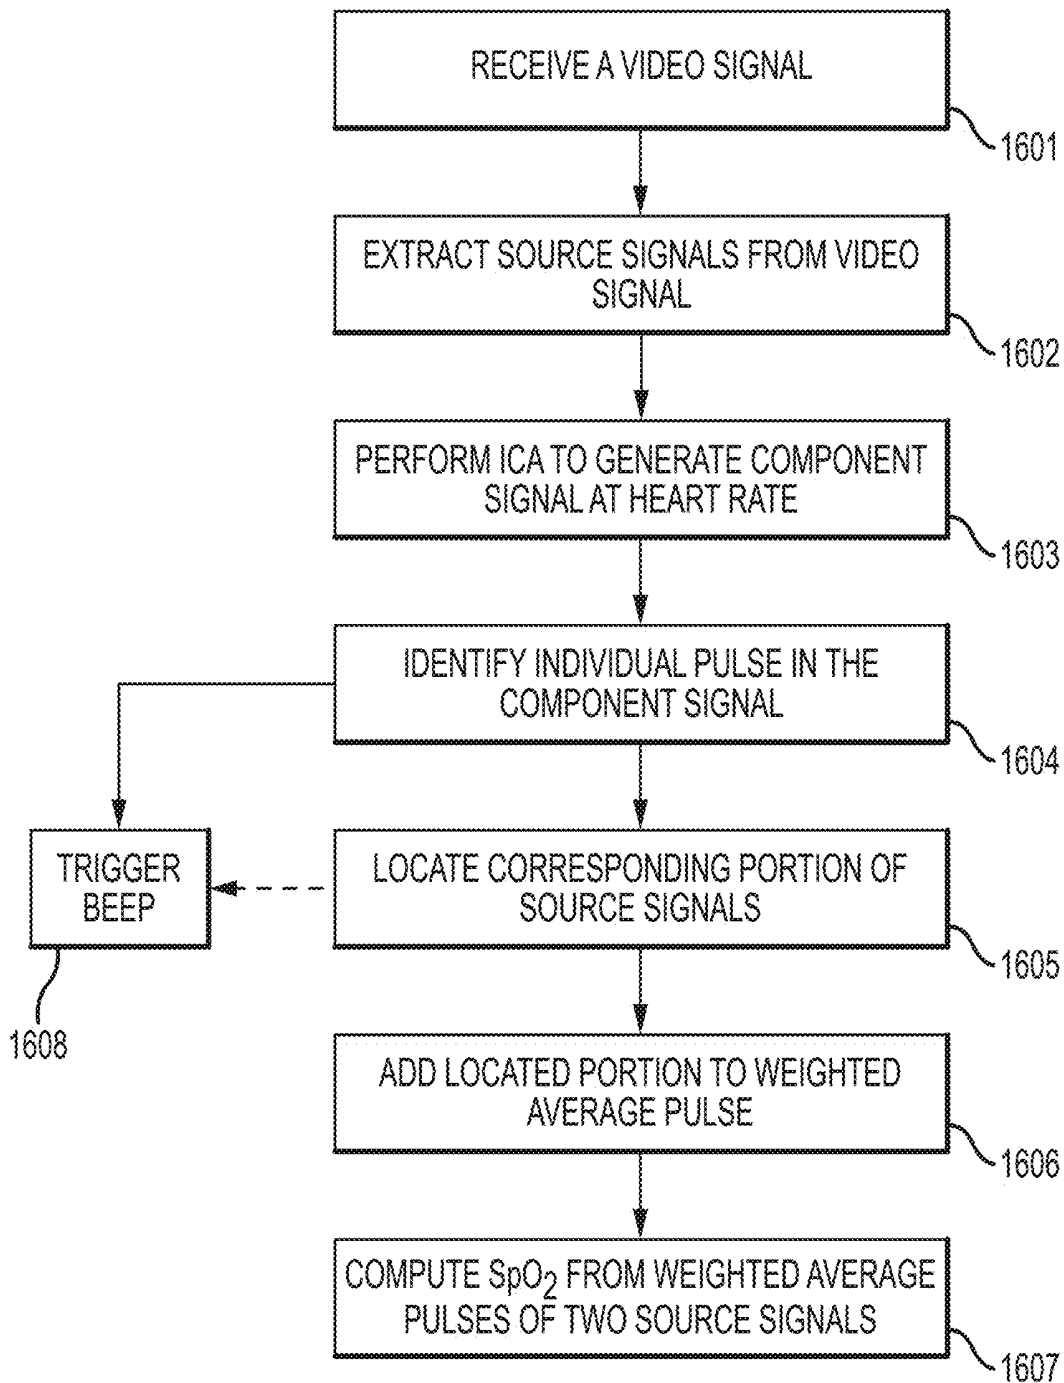 RECEIVE A VIDEO SIGNAL
1601
EXTRACT SOURCE SIGNALS FROM VIDEO
SIGNAL
1602
PERFORM ICA TO GENERATE COMPONENT
SIGNAL AT HEART RATE
1603
IDENTIFY INDIVIDUAL PULSE IN THE
COMPONENT SIGNAL
1604
TRIGGER
BEEP
1608
LOCATE CORRESPONDING PORTION OF
SOURCE SIGNALS
1605
ADD LOCATED PORTION TO WEIGHTED
AVERAGE PULSE
1606
COMPUTE SpO₂ FROM WEIGHTED AVERAGE
PULSES OF TWO SOURCE SIGNALS
1607